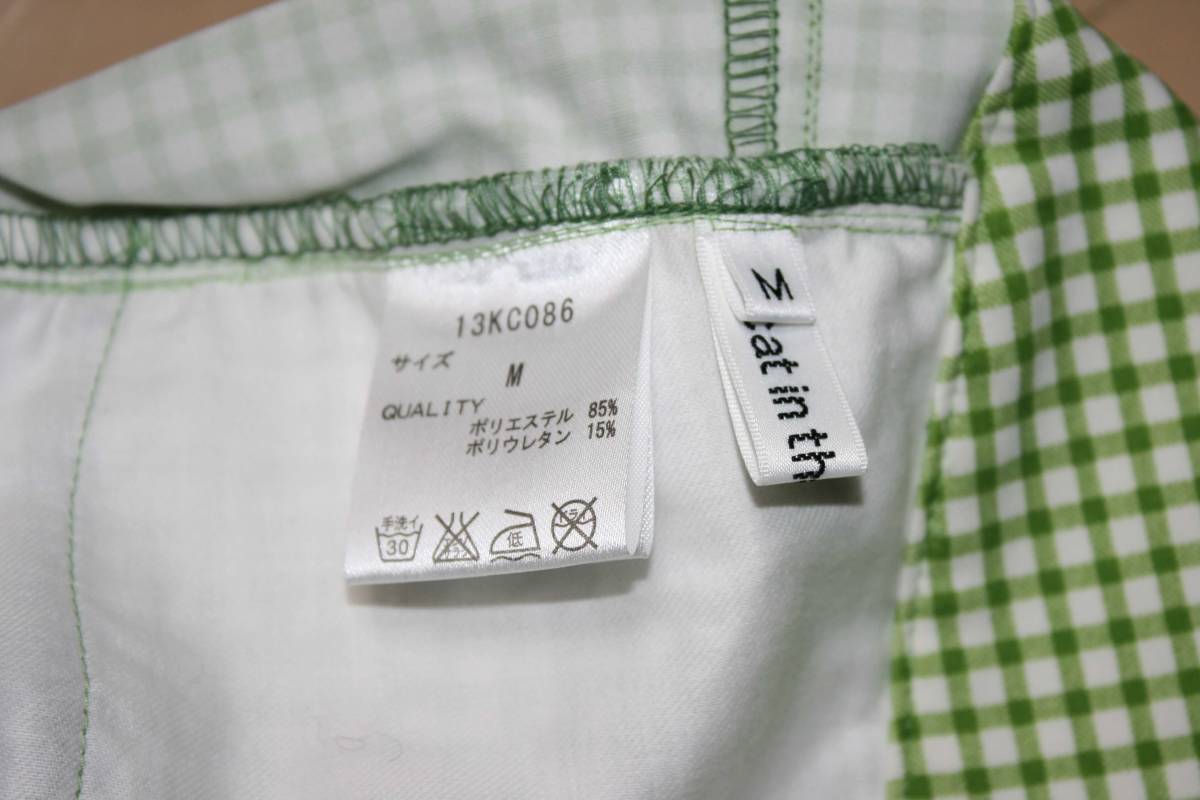 13KC086
サイズ
M
QUALITY
ポリエステル 85%
ポリウレタン 15%
手洗イ
30
低
M
at in th